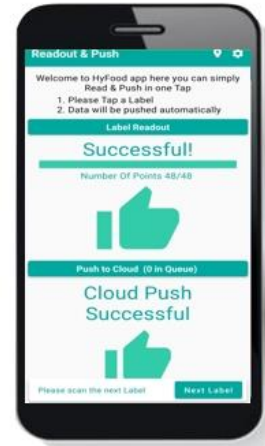 Readout & Push
Welcome to HyFood app here you can simply
Read & Push in one Tap
1. Please Tap a Label
2. Data will be pushed automatically
Label Readout
Successful!
Number Of Points 48/48
Push to Cloud (0 in Queue)
Cloud Push
Successful
Please scan the next Label
Next Label